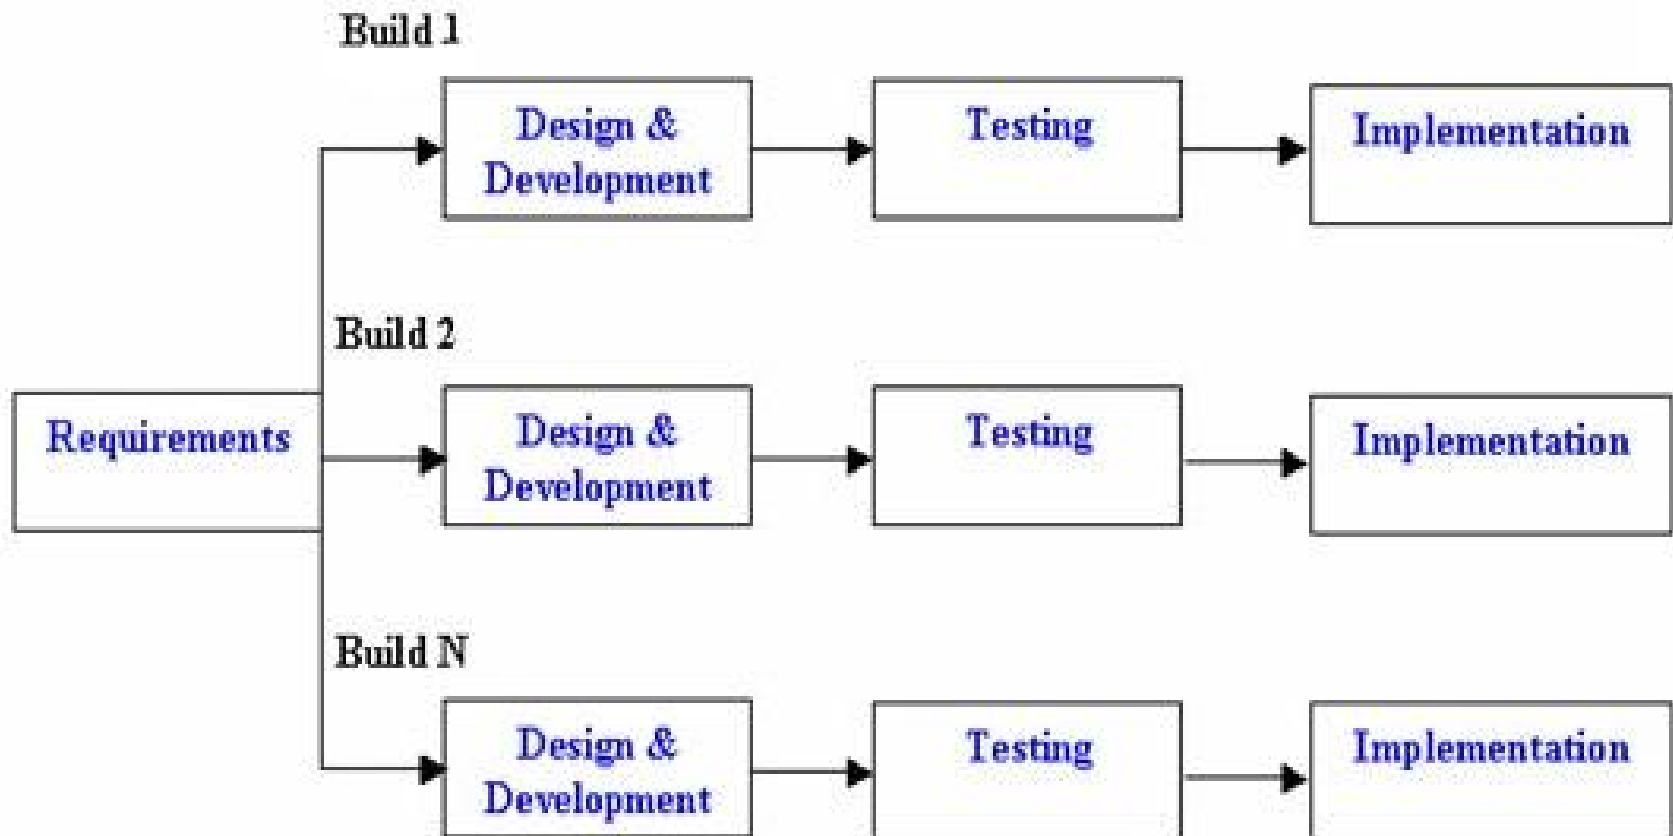 Build 1
Design &
Development
Testing
Implementation
Build 2
Requirements
Design &
Development
Testing
Implementation
Build N
Design &
Development
Testing
Implementation